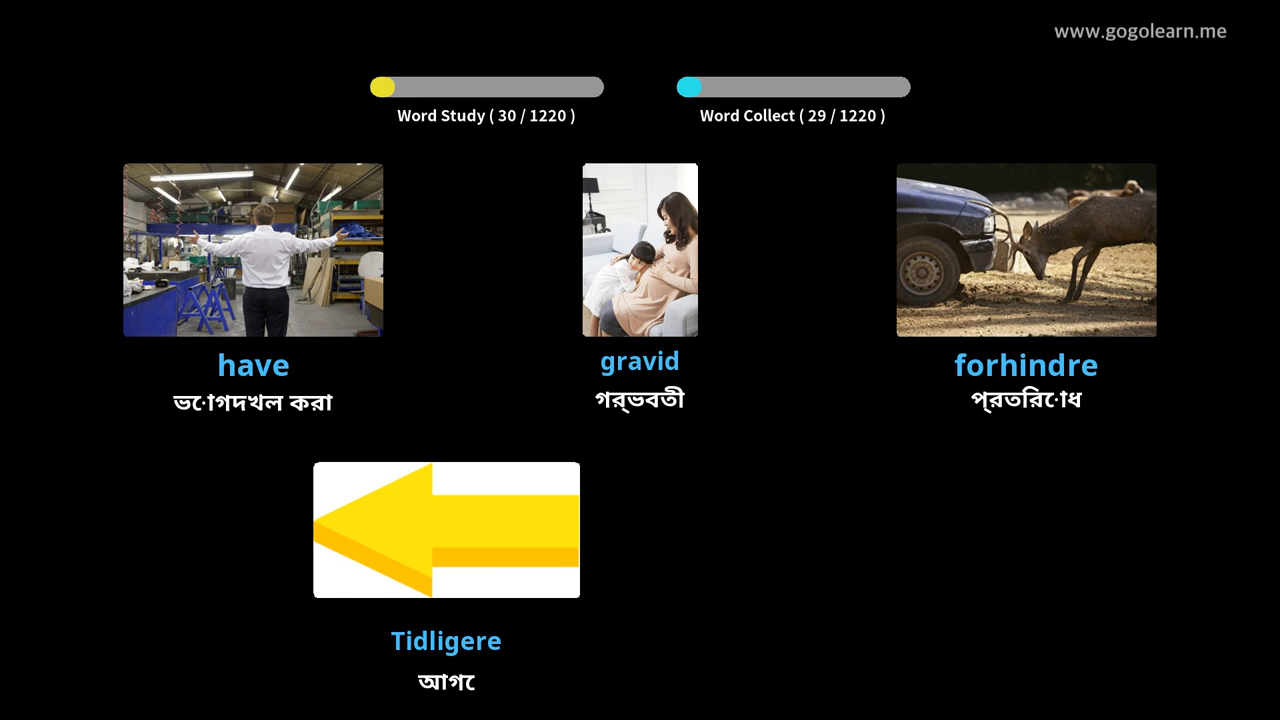 www.gogolearn.me
Word Study ( 30 / 1220 )
Word Collect ( 29 / 1220 )
have
gravid
forhindre
ভোগদখল করা
গর্ভবতী
প্রতিরোধ
Tidligere
আগে